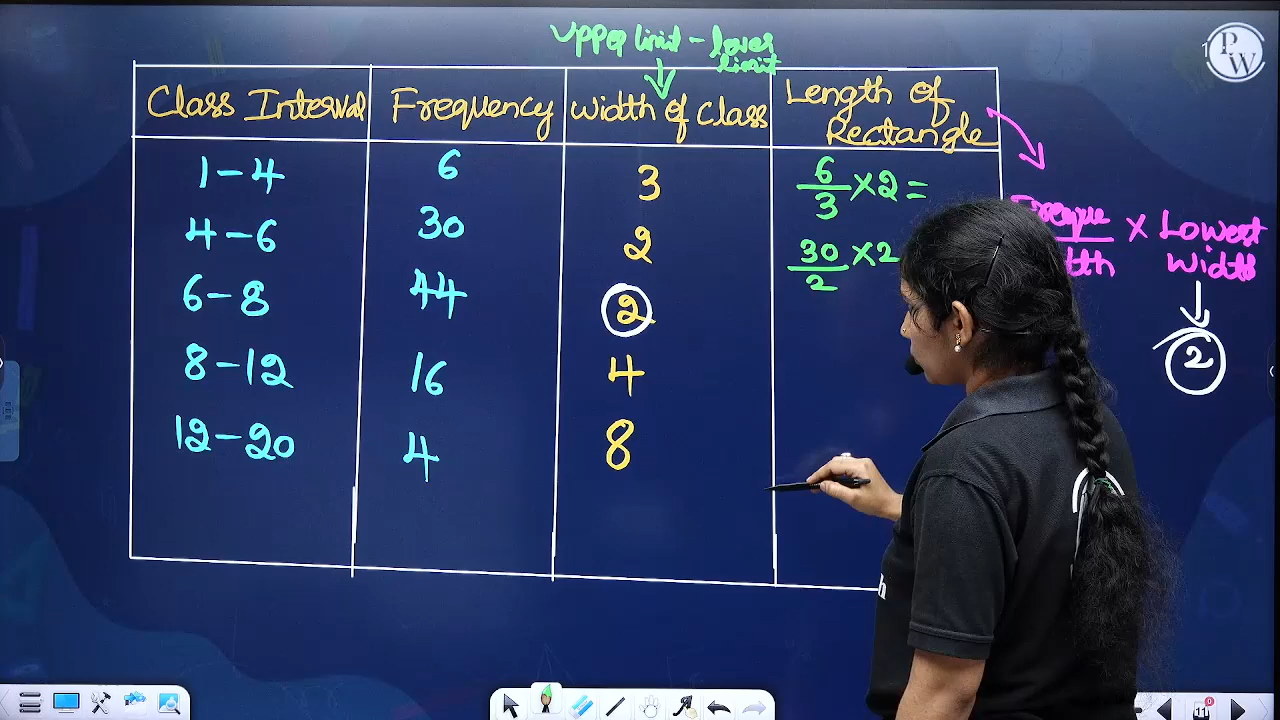 Upper limit - lower
limit
Class Interval Frequency Width of Class Length of
Rectangle
1-4 6 3 6/3 ×2=
4-6 30 2 30/2 ×2
6-8 44 2
8-12 16 4
12-20 4 8
× Lowest
Width
2
PW